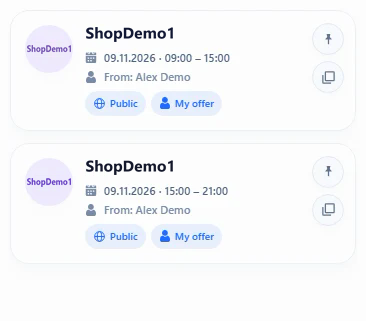 ShopDemo1
ShopDemo1
09.11.2026 · 09:00 – 15:00
From: Alex Demo
Public My offer
ShopDemo1
ShopDemo1
09.11.2026 · 15:00 – 21:00
From: Alex Demo
Public My offer